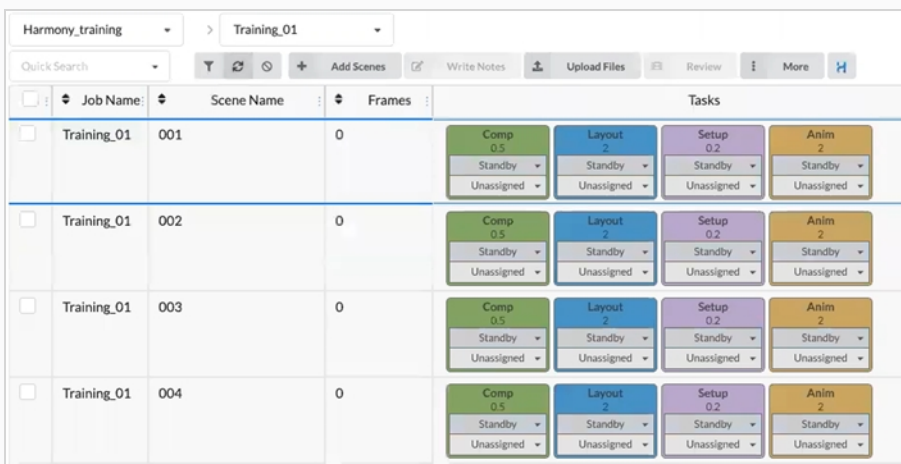 Harmony_training > Training_01
Quick Search Add Scenes Write Notes Upload Files Review More
Job Name Scene Name Frames Tasks
Training_01 001 0 Comp Layout Setup Anim
0.5 2 0.2 2
Standby Standby Standby Standby
Unassigned Unassigned Unassigned Unassigned
Training_01 002 0 Comp Layout Setup Anim
0.5 2 0.2 2
Standby Standby Standby Standby
Unassigned Unassigned Unassigned Unassigned
Training_01 003 0 Comp Layout Setup Anim
0.5 2 0.2 2
Standby Standby Standby Standby
Unassigned Unassigned Unassigned Unassigned
Training_01 004 0 Comp Layout Setup Anim
0.5 2 0.2 2
Standby Standby Standby Standby
Unassigned Unassigned Unassigned Unassigned